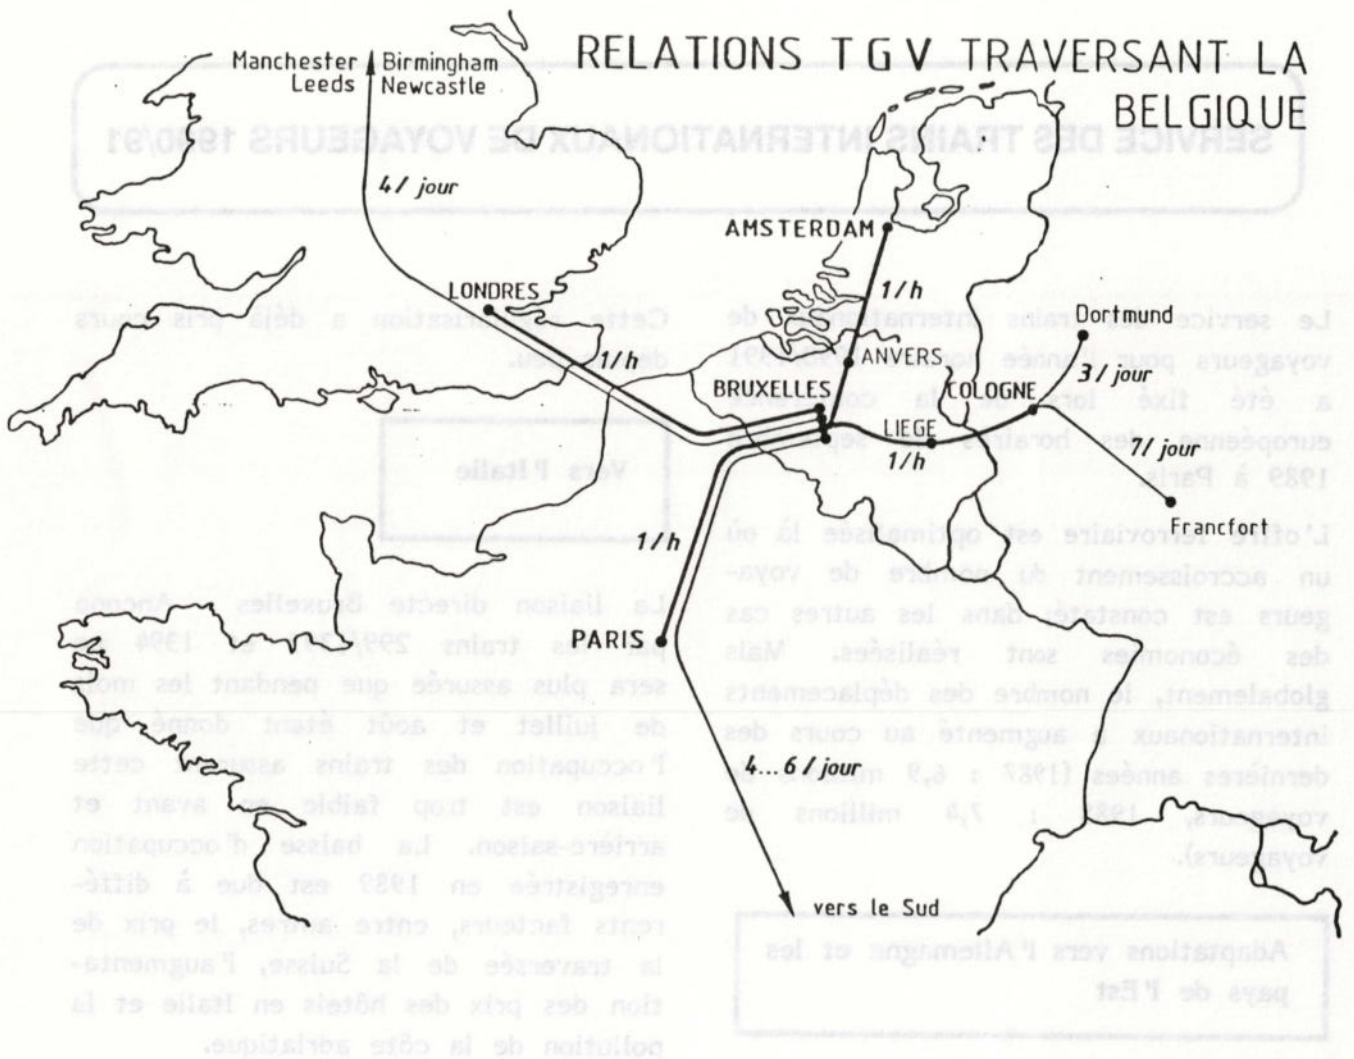 RELATIONS TGV TRAVERSANT LA
BELGIQUE
Manchester Birmingham
Leeds Newcastle
4/ jour
AMSTERDAM
LONDRES
1/h
Dortmund
1/h
ANVERS
3/ jour
BRUXELLES
COLOGNE
LIEGE
1/h
7/ jour
Francfort
1/h
PARIS
4...6/ jour
vers le Sud